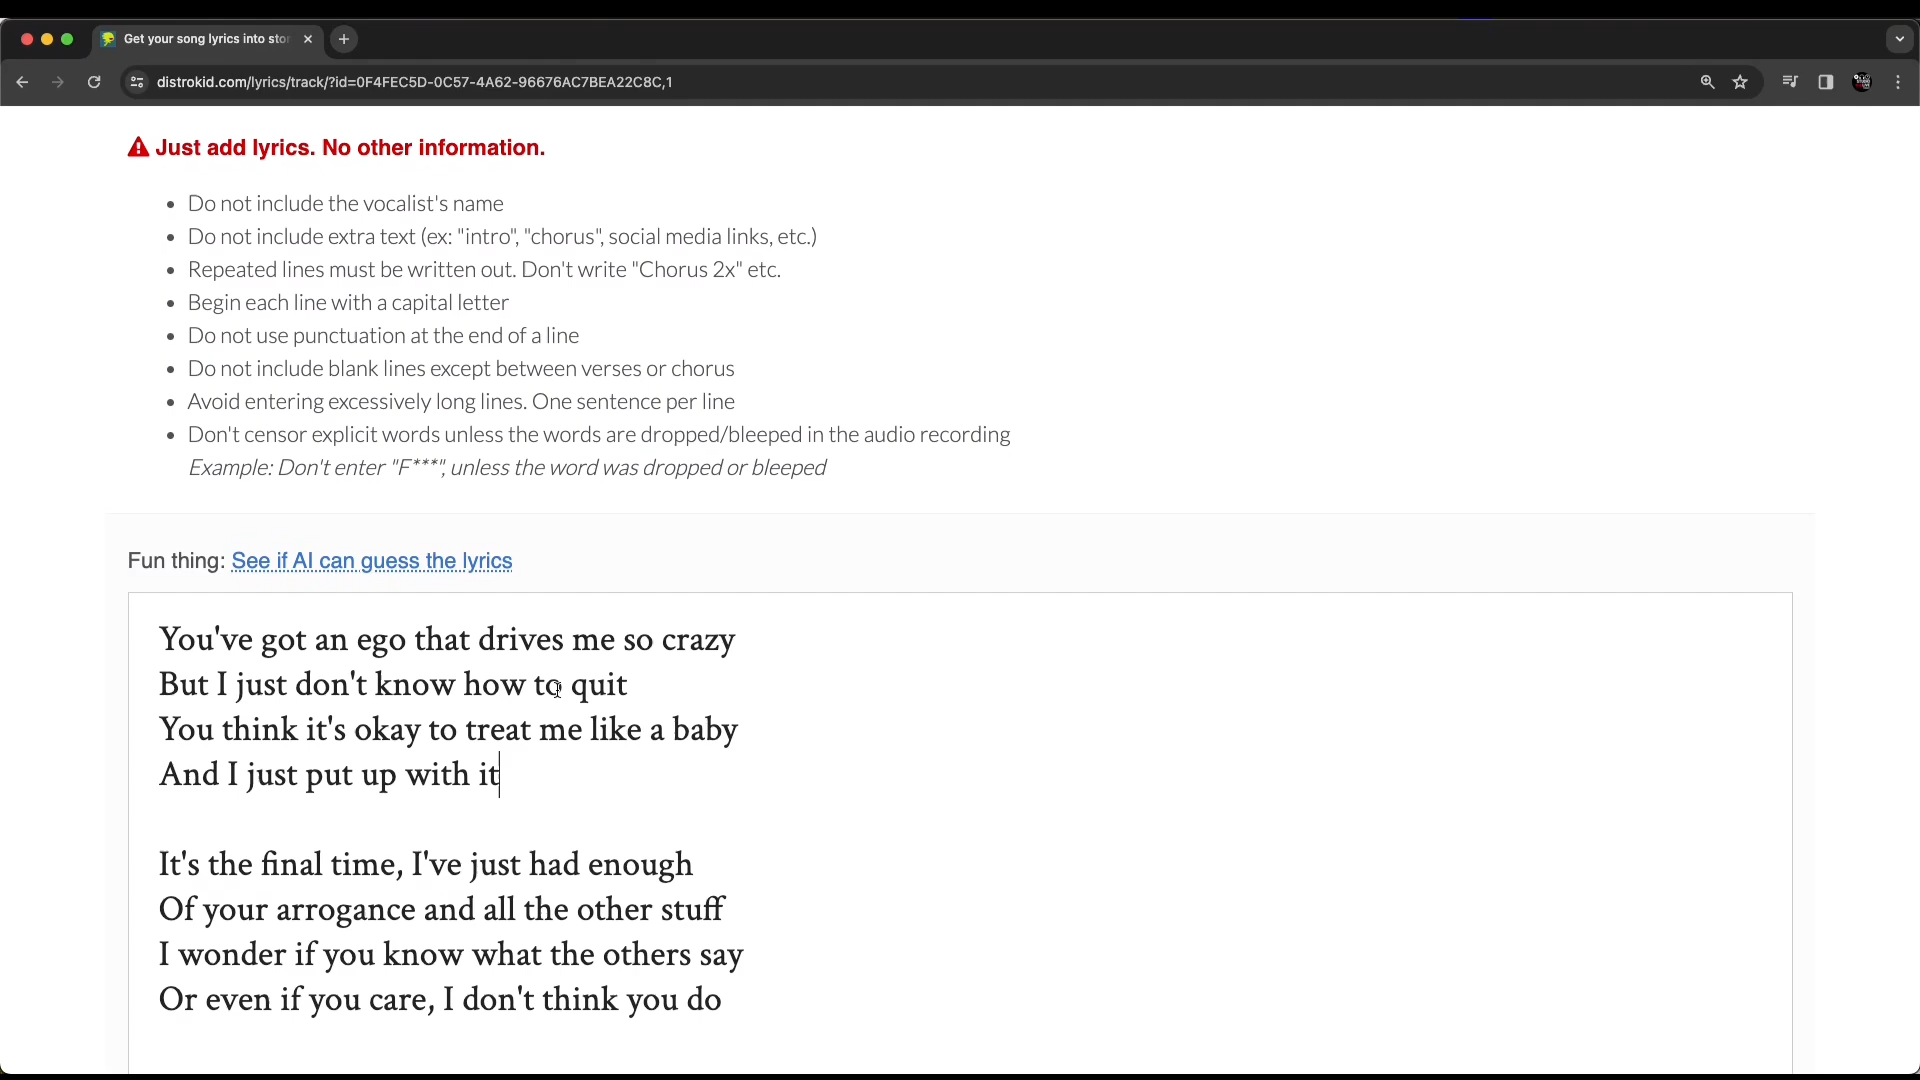 Get your song lyrics into sto
distrokid.com/lyrics/track/?id=0F4FEC5D-0C57-4A62-96676AC7BEA22C8C,1
Just add lyrics. No other information.
Do not include the vocalist's name
Do not include extra text (ex: "intro", "chorus", social media links, etc.)
Repeated lines must be written out. Don't write "Chorus 2x" etc.
Begin each line with a capital letter
Do not use punctuation at the end of a line
Do not include blank lines except between verses or chorus
Avoid entering excessively long lines. One sentence per line
Don't censor explicit words unless the words are dropped/bleeped in the audio recording
Example: Don't enter "F***", unless the word was dropped or bleeped
Fun thing: See if AI can guess the lyrics
You've got an ego that drives me so crazy
But I just don't know how to quit
You think it's okay to treat me like a baby
And I just put up with it
It's the final time, I've just had enough
Of your arrogance and all the other stuff
I wonder if you know what the others say
Or even if you care, I don't think you do